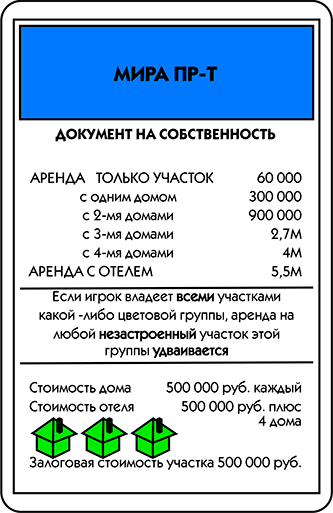 МИРА ПР-Т
ДОКУМЕНТ НА СОБСТВЕННОСТЬ
АРЕНДА ТОЛЬКО УЧАСТОК 60 000
с одним домом 300 000
с 2-мя домами 900 000
с 3-мя домами 2,7М
с 4-мя домами 4М
АРЕНДА С ОТЕЛЕМ 5,5М
Если игрок владеет всеми участками
какой -либо цветовой группы, аренда на
любой незастроенный участок этой
группы удваивается
Стоимость дома 500 000 руб. каждый
Стоимость отеля 500 000 руб. плюс
4 дома
Залоговая стоимость участка 500 000 руб.